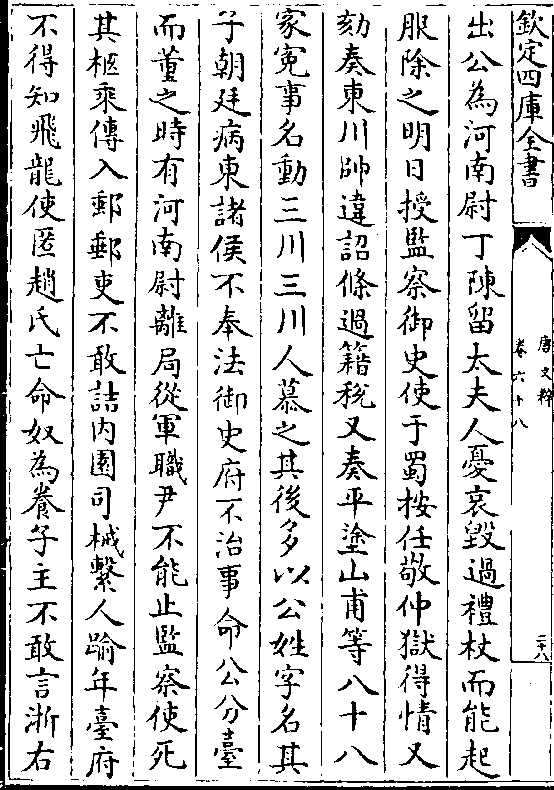 欽定四庫全書
唐文粹
卷六十八
二十八
出公為河南尉丁陳留太夫人憂哀毀過禮杖而能起
服除之明日授監察御史使于蜀按任敬仲獄得情又
劾奏東川帥違詔條過籍稅又奏平塗山甫等八十八
家寃事名動三川三川人慕之其後多以公姓字名其
子朝廷病東諸侯不奉法御史府不治事命公分臺
而董之時有河南尉離局從軍職尹不能止監察使死
其柩乘傳入郵郵吏不敢詰内園司械繫人踰年臺府
不得知飛龍使匿趙氏亡命奴為養子主不敢言浙右